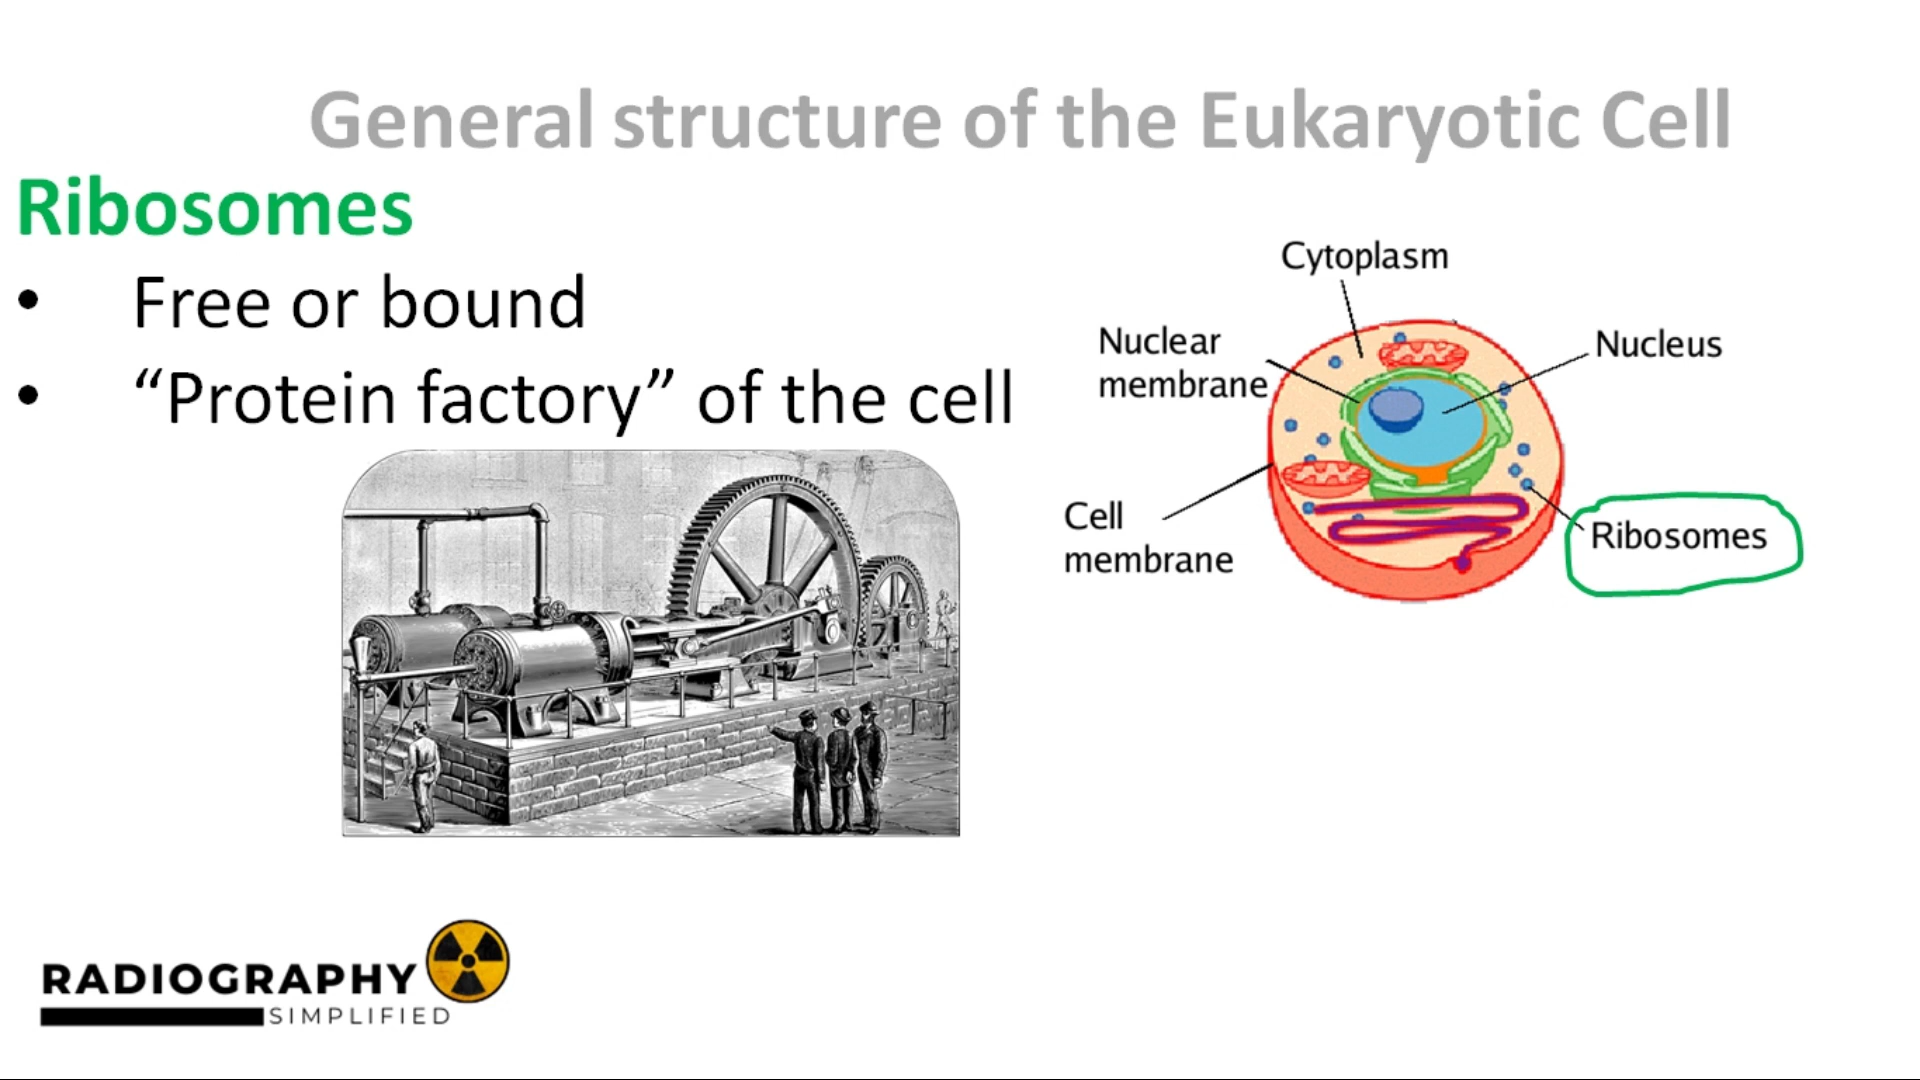 General structure of the Eukaryotic Cell
Ribosomes
• Free or bound
• “Protein factory” of the cell
Cytoplasm
Nuclear
membrane
Nucleus
Cell
membrane
Ribosomes
RADIOGRAPHY
SIMPLIFIED